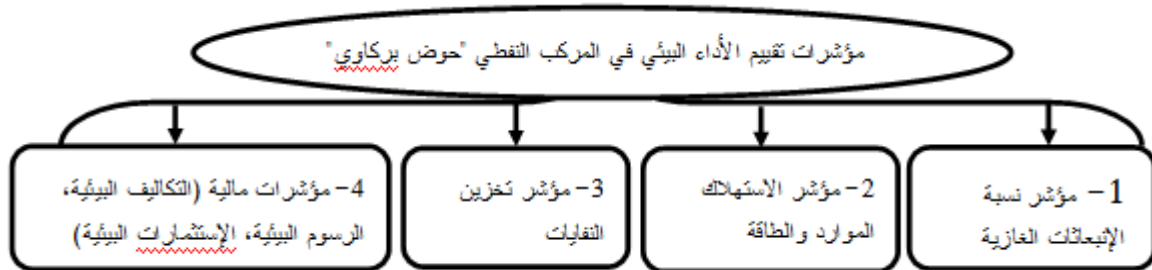 مؤشرات تقييم الأداء البيئي في المركب النفطي "حوض بركاوي"
1- مؤشر نسبة
الإنبعاثات الغازية
2- مؤشر الاستهلاك
الموارد والطاقة
3- مؤشر تخزين
النفايات
4- مؤشرات مالية (التكاليف البيئية،
الرسوم البيئية، الإستثمارات البيئية)